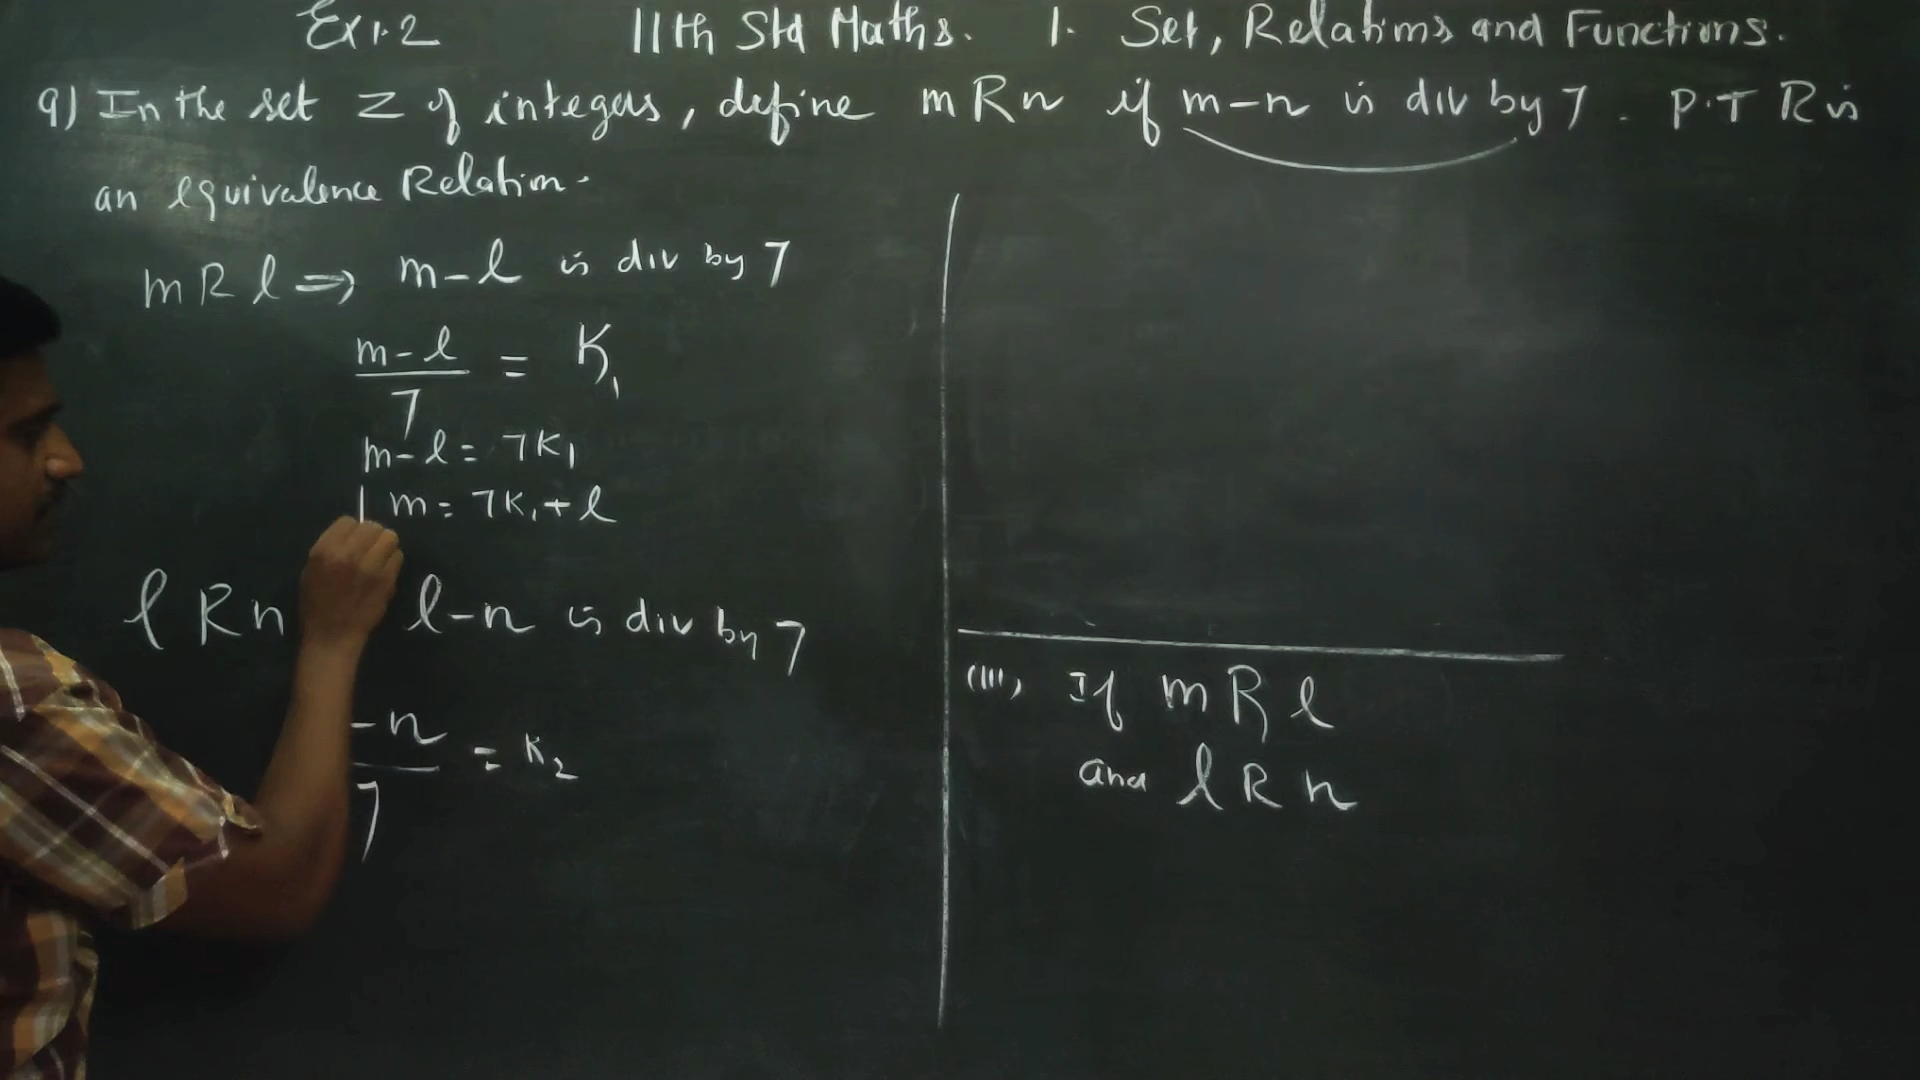 Ex1.2 11th Std Maths. 1. Set, Relations and Functions.
9) In the set Z of integers, define mRn if m-n is div by 7. P.T R is
an equivalence Relation.
mRl ⇒ m-l is div by 7
m-l
— = K₁
7
m-l = 7K₁
m = 7K₁+l
lRn l-n is div by 7
-n
— = K₂
7
(iii) If mRl
and lRn